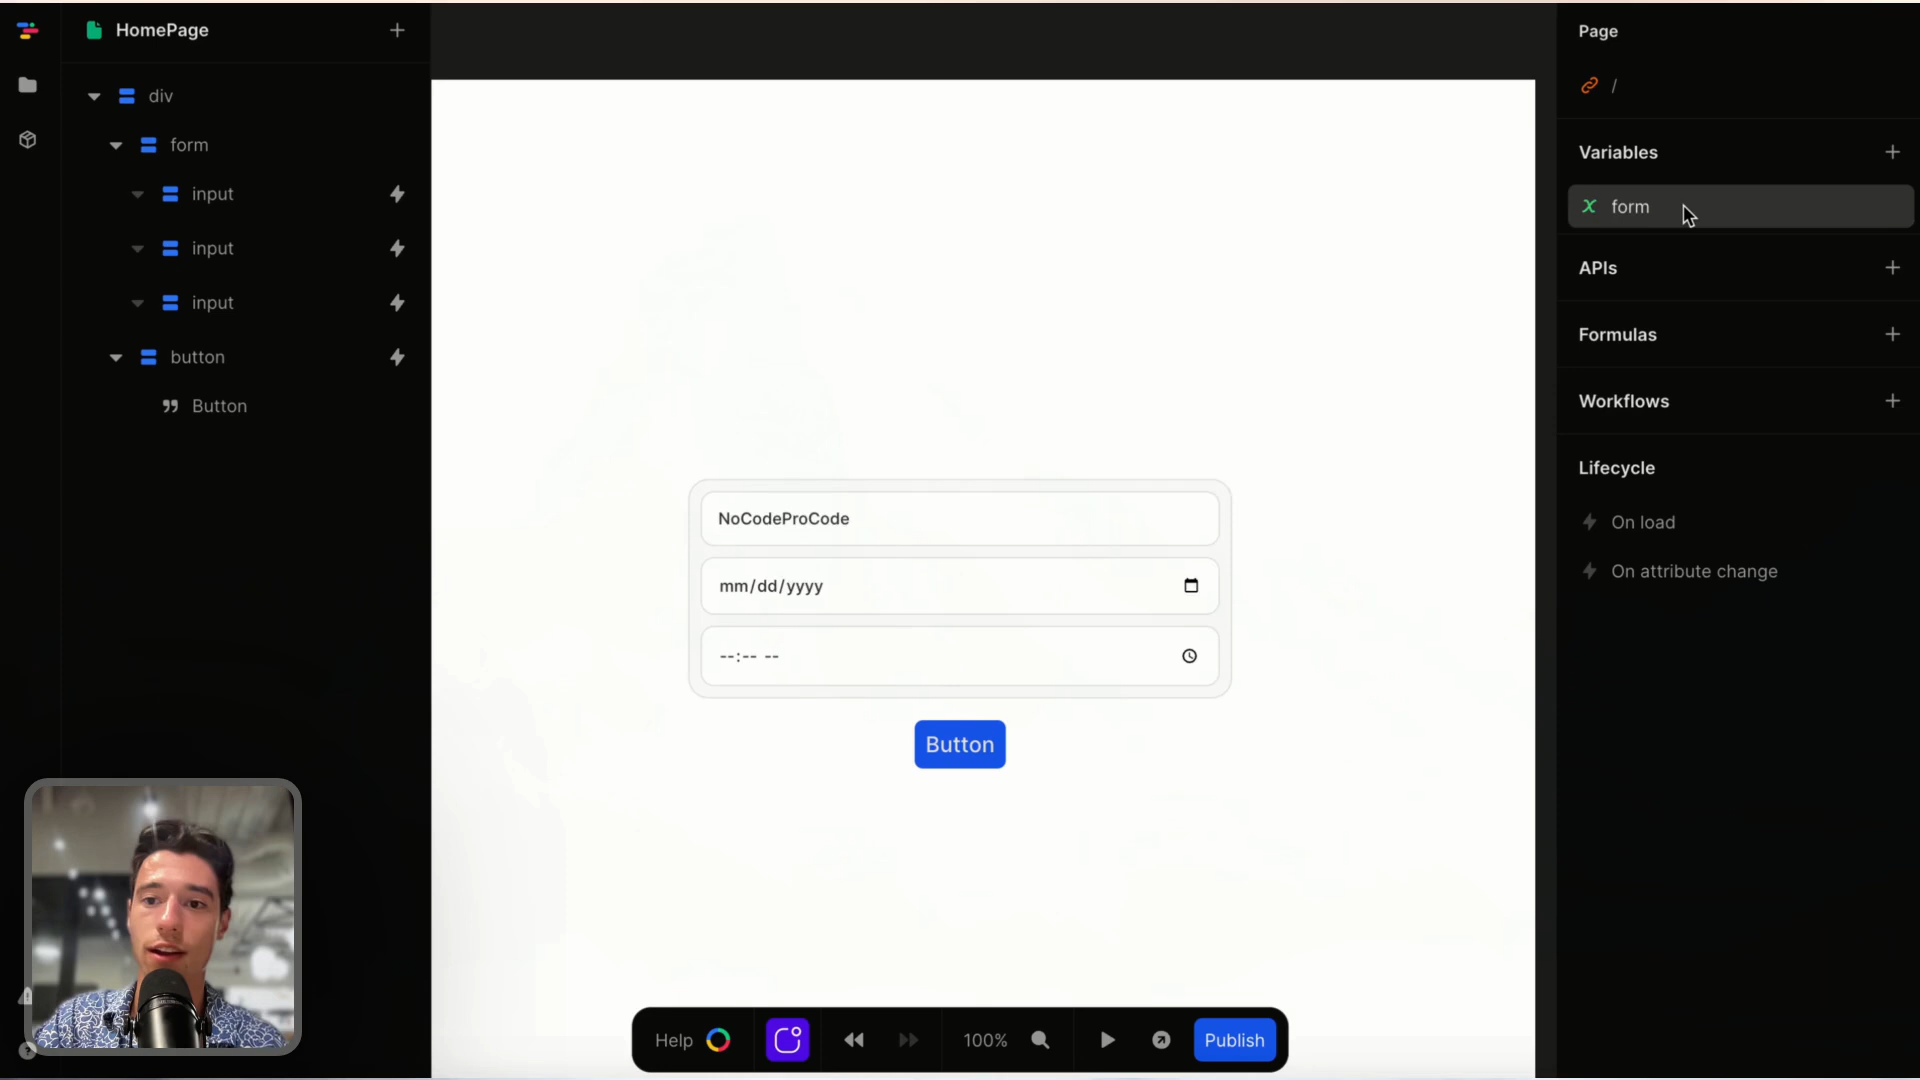 HomePage
div
form
input
input
input
button
Button
NoCodeProCode
mm/dd/yyyy
--:-- --
Button
Help
100%
Publish
Page
/
Variables
form
APIs
Formulas
Workflows
Lifecycle
On load
On attribute change